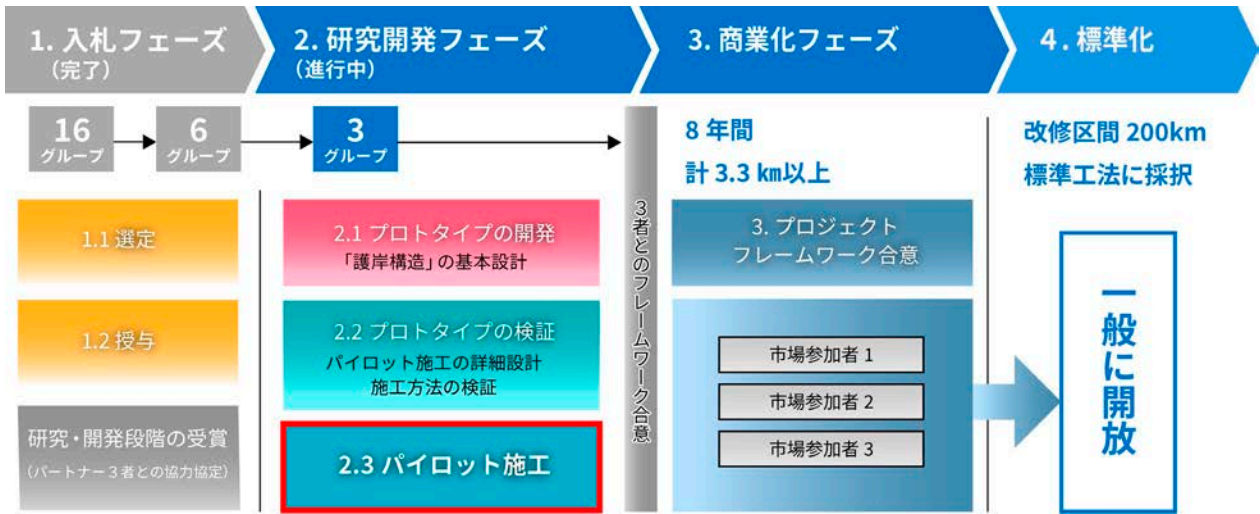 1. 入札フェーズ
（完了）
2. 研究開発フェーズ
（進行中）
3. 商業化フェーズ
4. 標準化
16
グループ
6
グループ
3
グループ
1.1 選定
1.2 授与
研究・開発段階の受賞
（パートナー３者との協力協定）
2.1 プロトタイプの開発
「護岸構造」の基本設計
2.2 プロトタイプの検証
パイロット施工の詳細設計
施工方法の検証
2.3 パイロット施工
3者とのフレームワーク合意
8 年間
計 3.3 ㎞以上
3. プロジェクト
フレームワーク合意
市場参加者 1
市場参加者 2
市場参加者 3
改修区間 200km
標準工法に採択
一般に開放